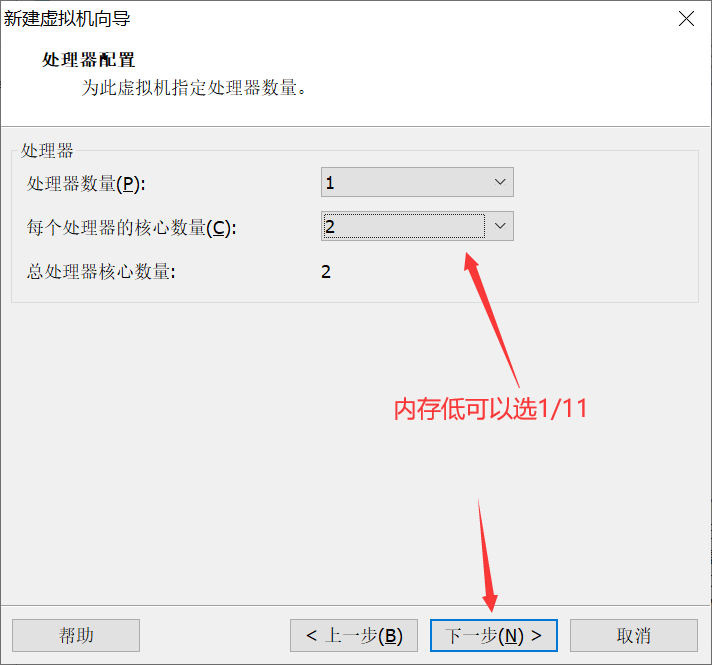 新建虚拟机向导
处理器配置
为此虚拟机指定处理器数量。
处理器
处理器数量(P):
1
每个处理器的核心数量(C):
2
总处理器核心数量:
2
内存低可以选1/11
帮助
< 上一步(B)
下一步(N) >
取消